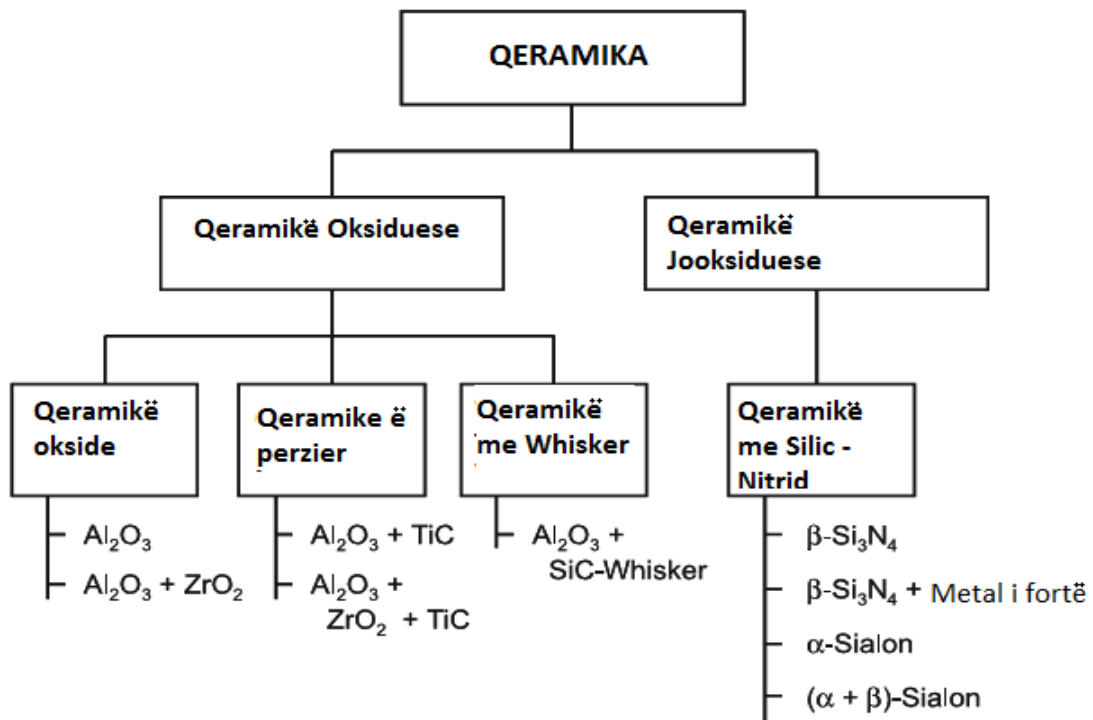 QERAMIKA
Qeramikë Oksiduese
Qeramikë
Jooksiduese
Qeramikë
okside
Al₂O₃
Al₂O₃ + ZrO₂
Qeramike ë
perzier
Al₂O₃ + TiC
Al₂O₃ +
ZrO₂ + TiC
Qeramikë
me Whisker
Al₂O₃ +
SiC-Whisker
Qeramikë
me Silic -
Nitrid
β-Si₃N₄
β-Si₃N₄ + Metal i fortë
α-Sialon
(α + β)-Sialon